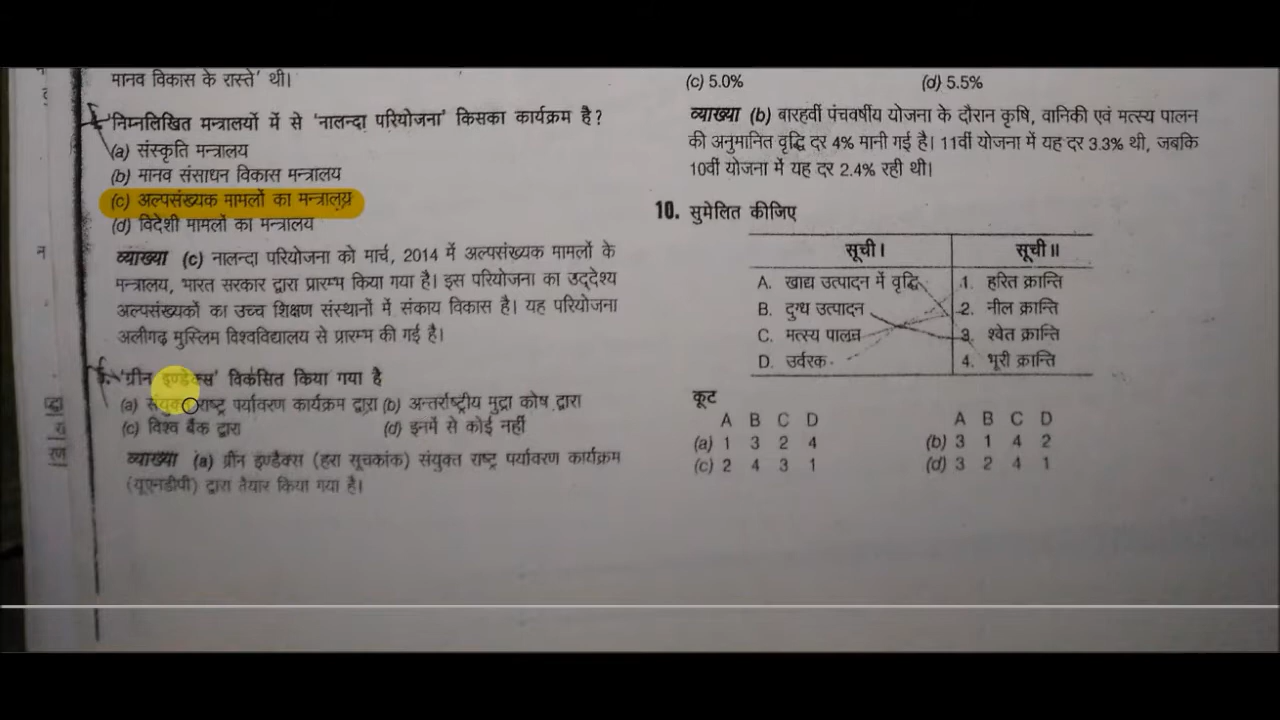 मानव विकास के रास्ते' थी।
'निम्नलिखित मन्त्रालयों में से 'नालन्दा परियोजना' किसका कार्यक्रम है?
(a) संस्कृति मन्त्रालय
(b) मानव संसाधन विकास मन्त्रालय
(c) अल्पसंख्यक मामलों का मन्त्रालय
(d) विदेशी मामलों का मन्त्रालय
व्याख्या (c) नालन्दा परियोजना को मार्च, 2014 में अल्पसंख्यक मामलों के
मन्त्रालय, भारत सरकार द्वारा प्रारम्भ किया गया है। इस परियोजना का उद्देश्य
अल्पसंख्यकों का उच्च शिक्षण संस्थानों में संकाय विकास है। यह परियोजना
अलीगढ़ मुस्लिम विश्वविद्यालय से प्रारम्भ की गई है।
'ग्रीन इण्डेक्स' विकसित किया गया है
(a) संयुक्त राष्ट्र पर्यावरण कार्यक्रम द्वारा (b) अन्तर्राष्ट्रीय मुद्रा कोष द्वारा
(c) विश्व बैंक द्वारा (d) इनमें से कोई नहीं
व्याख्या (a) ग्रीन इण्डैक्स (हरा सूचकांक) संयुक्त राष्ट्र पर्यावरण कार्यक्रम
(यूएनडीपी) द्वारा तैयार किया गया है।
(c) 5.0% (d) 5.5%
व्याख्या (b) बारहवीं पंचवर्षीय योजना के दौरान कृषि, वानिकी एवं मत्स्य पालन
की अनुमानित वृद्धि दर 4% मानी गई है। 11वीं योजना में यह दर 3.3% थी, जबकि
10वीं योजना में यह दर 2.4% रही थी।
10. सुमेलित कीजिए
सूची। सूची॥
A. खाद्य उत्पादन में वृद्धि 1. हरित क्रान्ति
B. दुग्ध उत्पादन 2. नील क्रान्ति
C. मत्स्य पालन 3. श्वेत क्रान्ति
D. उर्वरक 4. भूरी क्रान्ति
कूट
A B C D A B C D
(a) 1 3 2 4 (b) 3 1 4 2
(c) 2 4 3 1 (d) 3 2 4 1